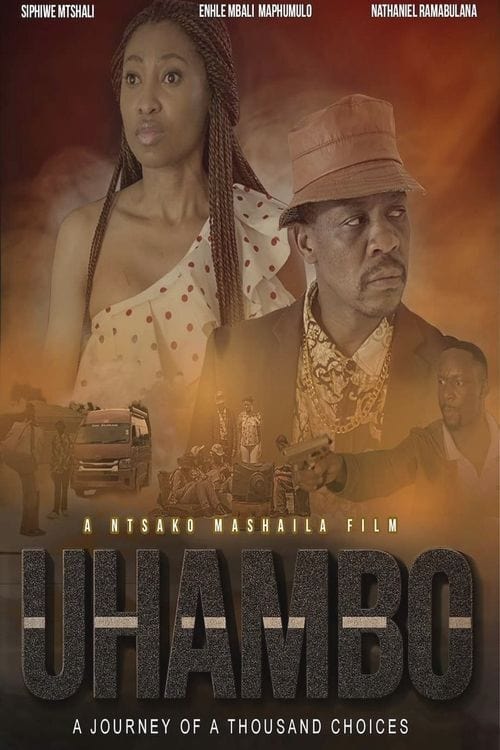 SIPHIWE MTSHALI
ENHLE MBALI MAPHUMULO
NATHANIEL RAMABULANA
A NTSAKO MASHAILA FILM
UHAMBO
A JOURNEY OF A THOUSAND CHOICES